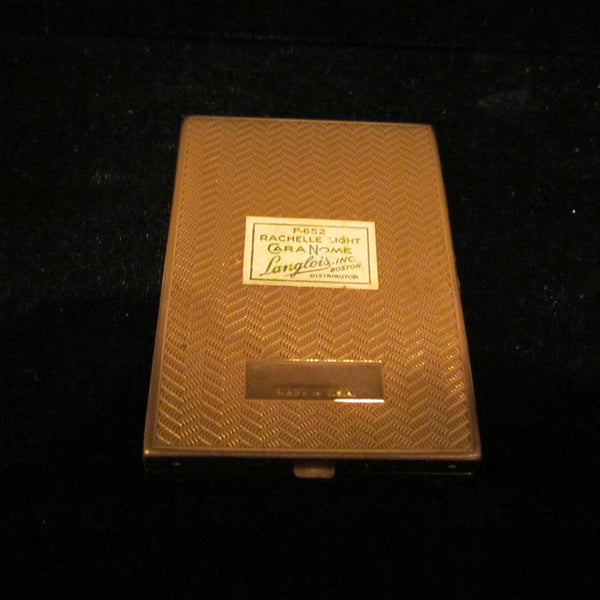 P-652
RACHELLE LIGHT
CARA NOME
Langlois, INC.
BOSTON
DISTRIBUTOR
MADE IN U.S.A.